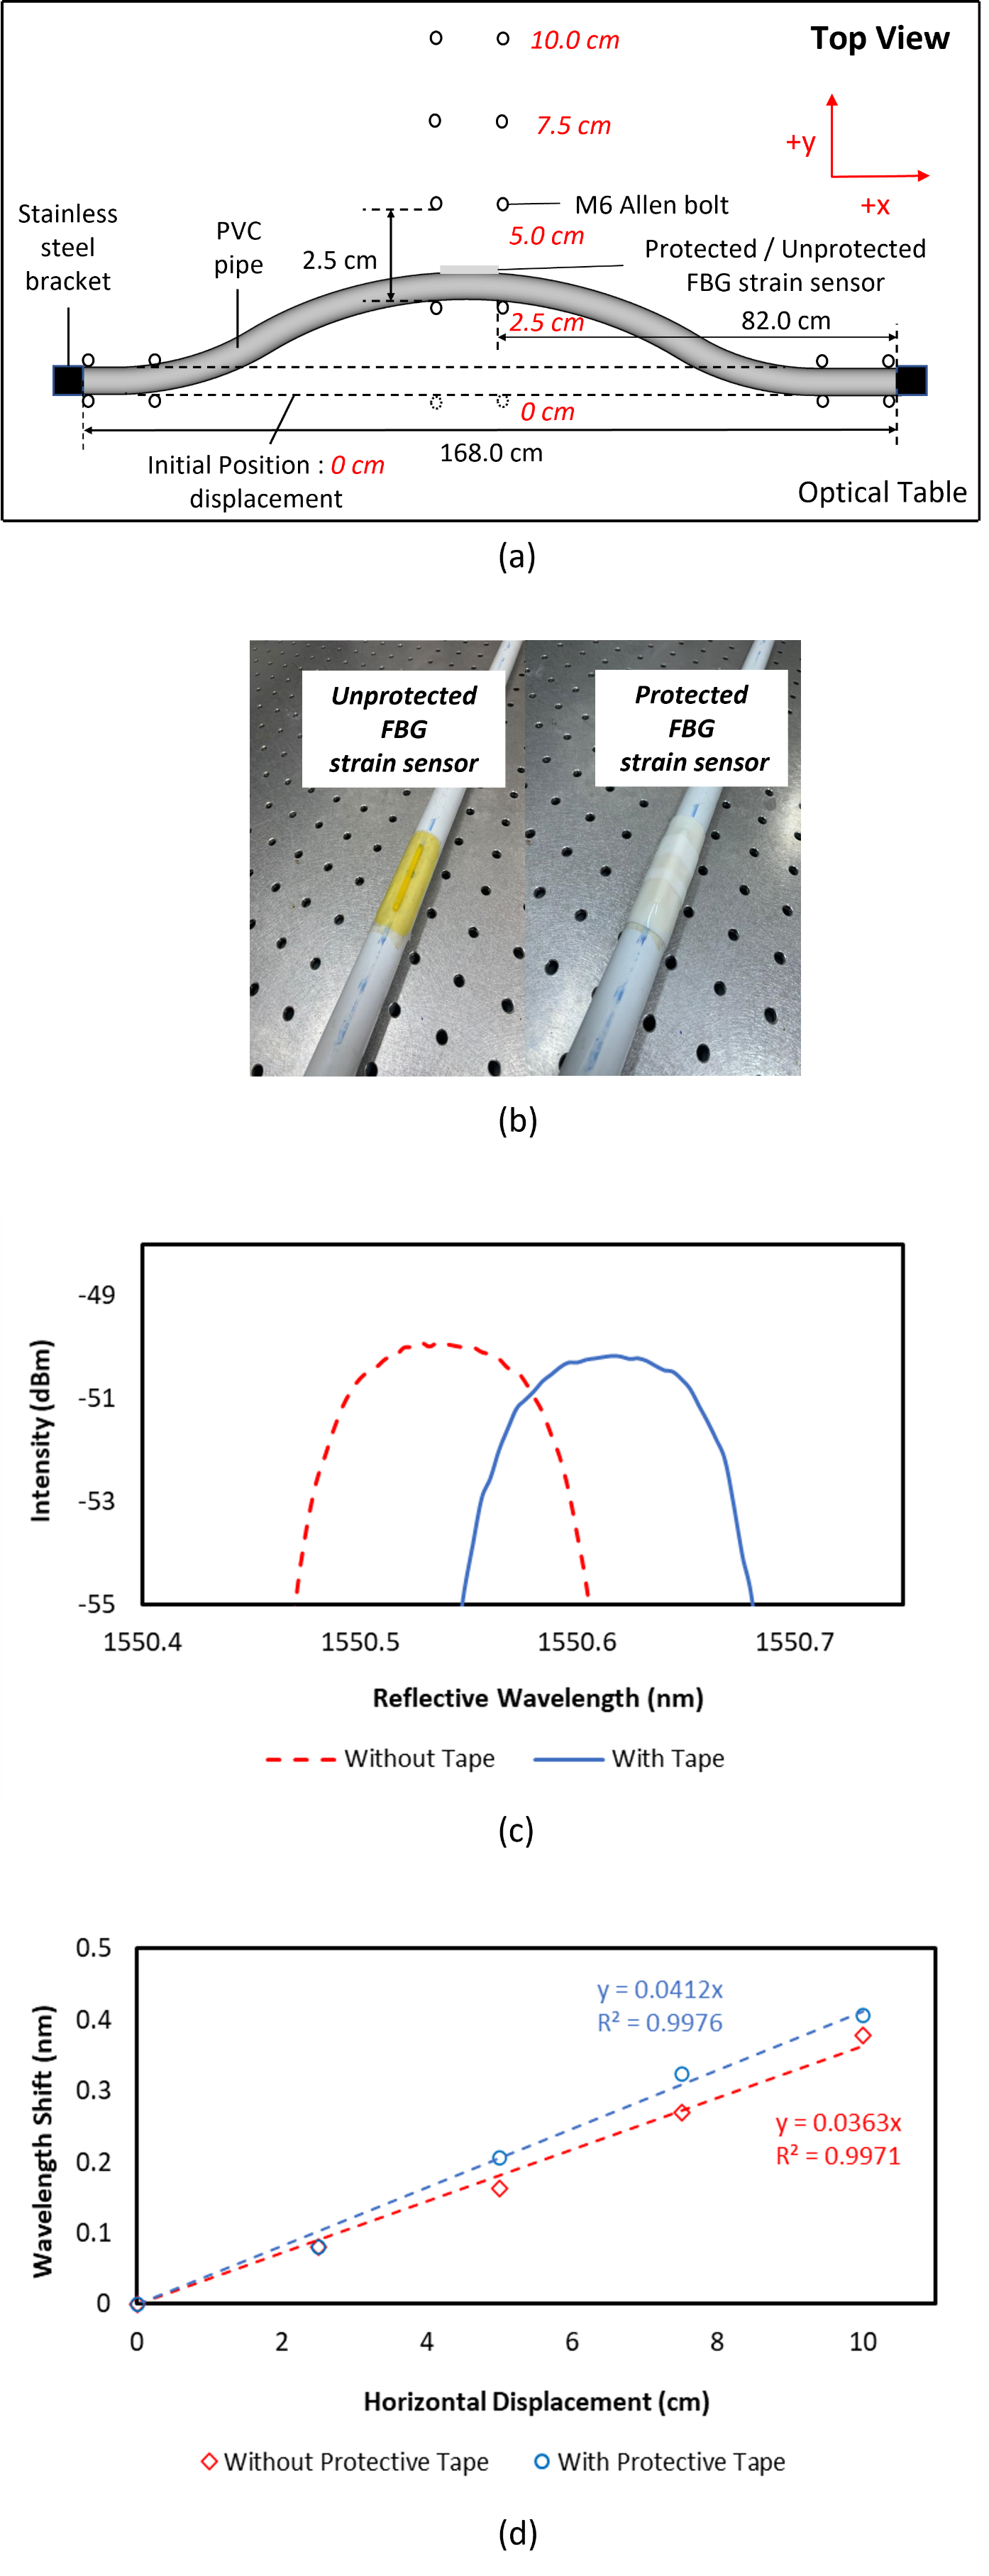 10.0 cm
Top View
7.5 cm
+y
+x
Stainless
steel
bracket
PVC
pipe
2.5 cm
M6 Allen bolt
5.0 cm
Protected / Unprotected
FBG strain sensor
2.5 cm
82.0 cm
0 cm
168.0 cm
Initial Position : 0 cm
displacement
Optical Table
(a)
Unprotected
FBG
strain sensor
Protected
FBG
strain sensor
(b)
-49
-51
-53
-55
Intensity (dBm)
1550.4 1550.5 1550.6 1550.7
Reflective Wavelength (nm)
Without Tape With Tape
(c)
0.5
0.4
0.3
0.2
0.1
0
Wavelength Shift (nm)
y = 0.0412x
R² = 0.9976
y = 0.0363x
R² = 0.9971
0 2 4 6 8 10
Horizontal Displacement (cm)
Without Protective Tape With Protective Tape
(d)